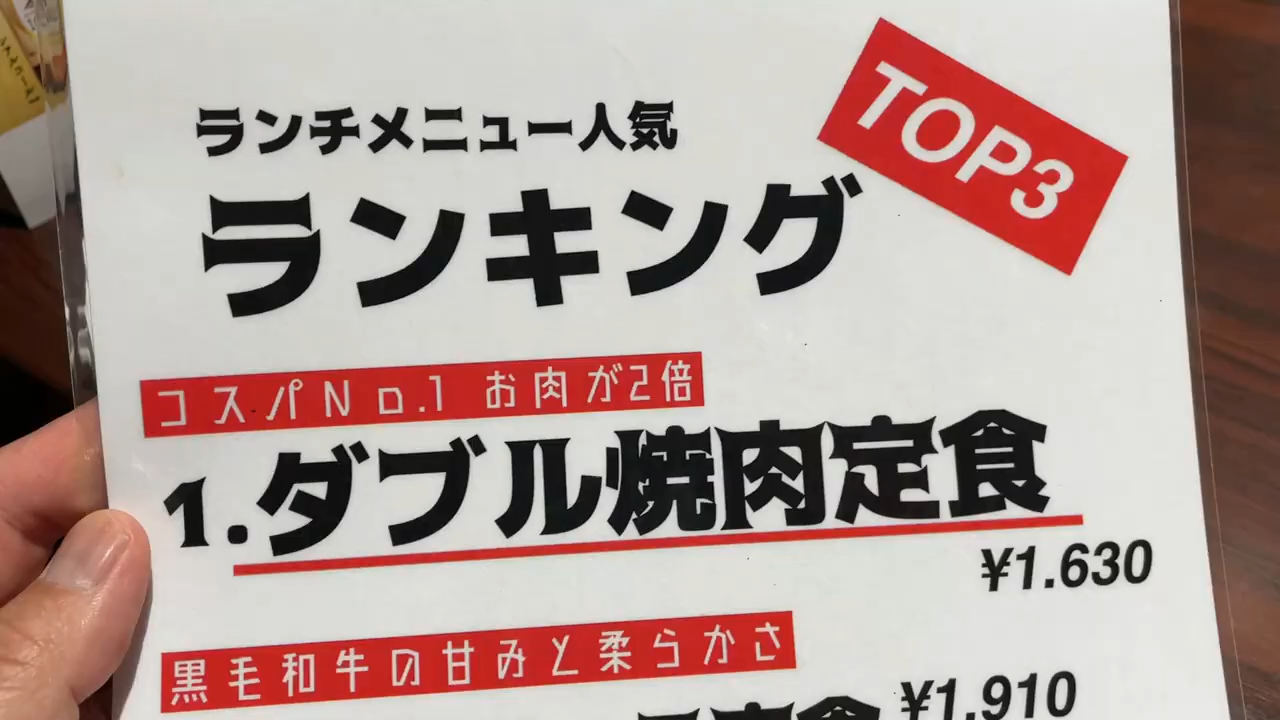 ランチメニュー人気
ランキング
TOP3
コスパNo.1 お肉が2倍
1.ダブル焼肉定食
¥1.630
黒毛和牛の甘みと柔らかさ
定食
¥1,910